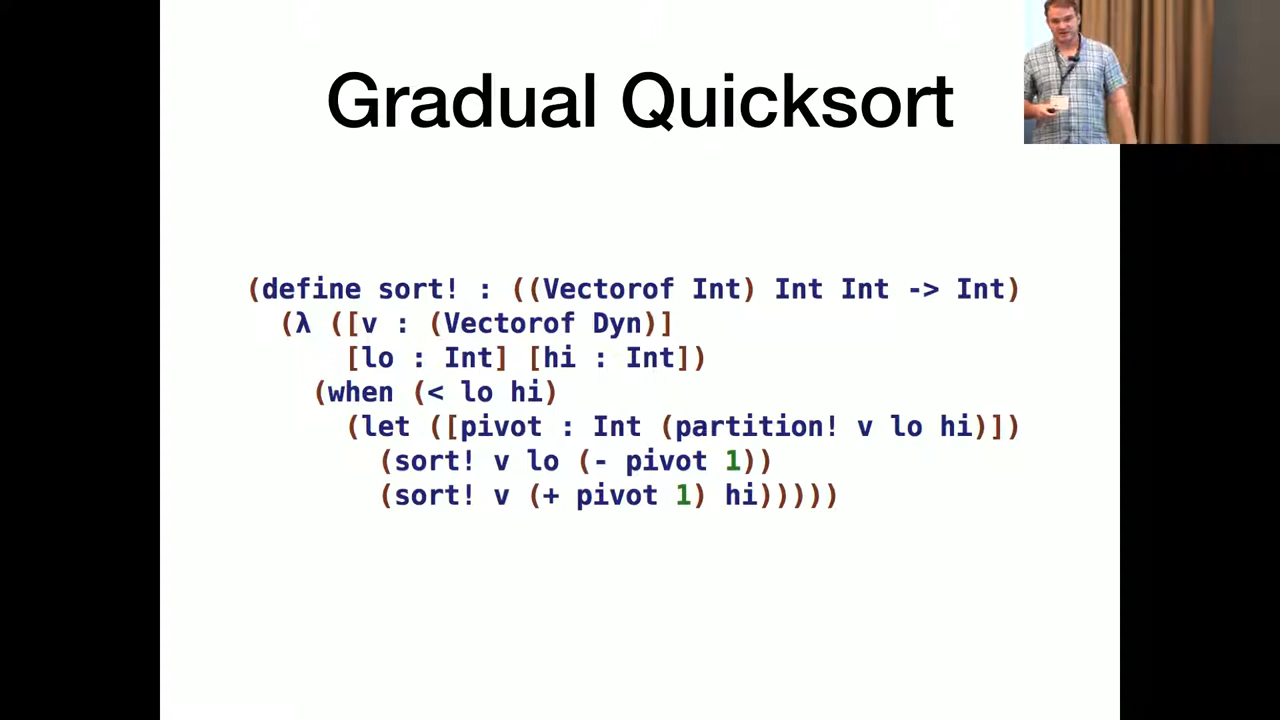 Gradual Quicksort
(define sort! : ((Vectorof Int) Int Int -> Int)
(λ ([v : (Vectorof Dyn)]
[lo : Int] [hi : Int])
(when (< lo hi)
(let ([pivot : Int (partition! v lo hi)])
(sort! v lo (- pivot 1))
(sort! v (+ pivot 1) hi)))))